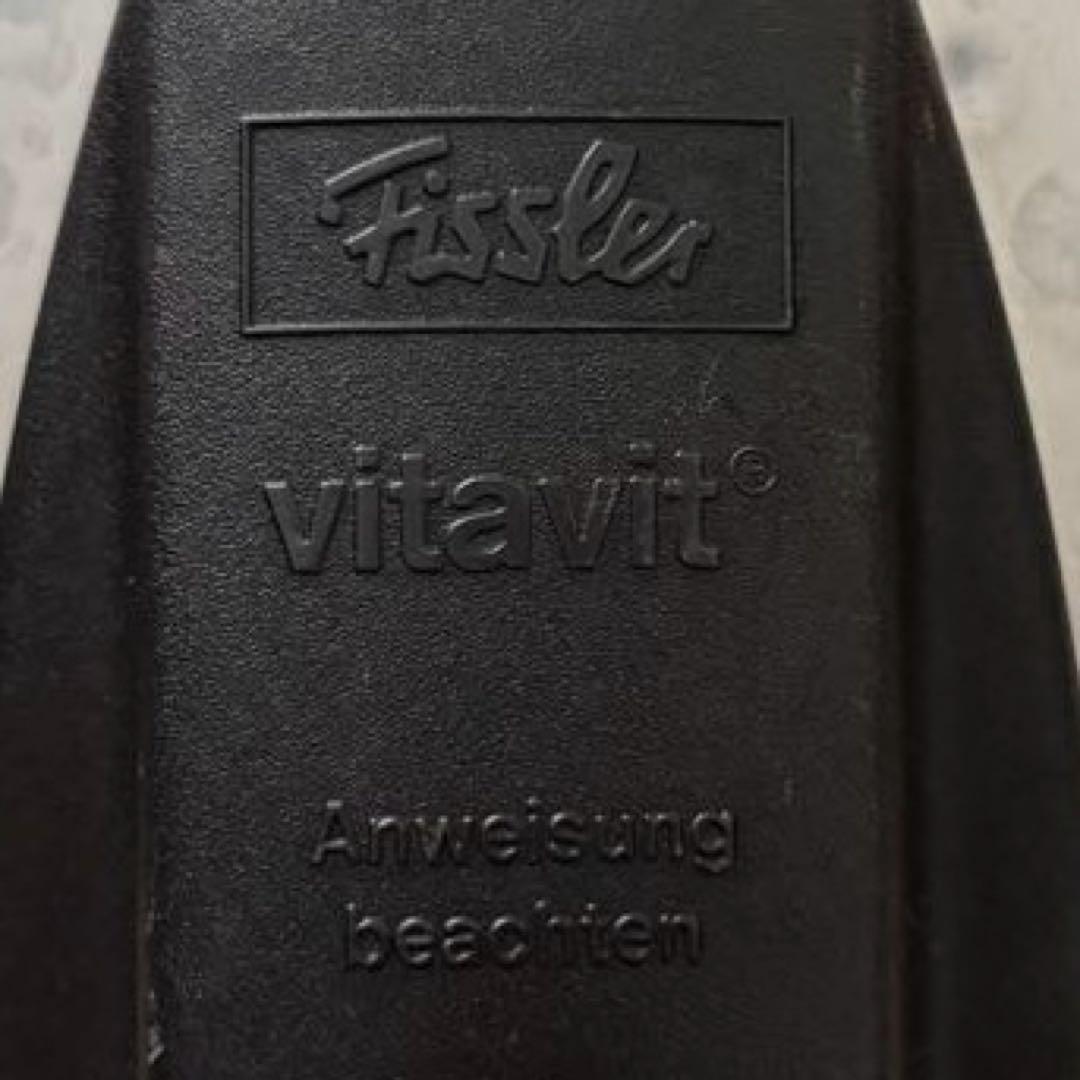 Fissler
vitavit®
Anweisung
beachten